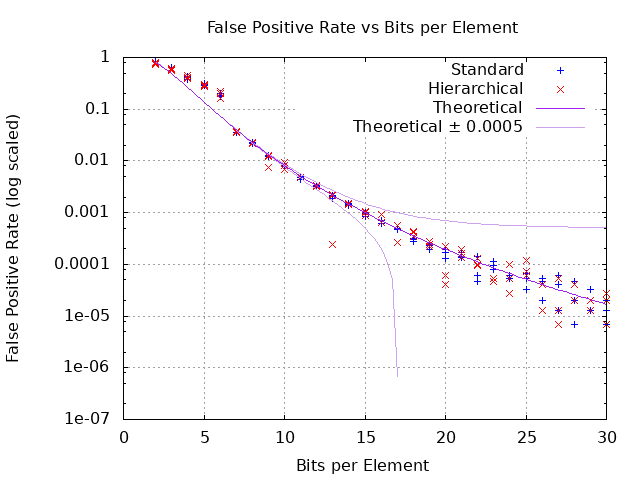 False Positive Rate vs Bits per Element
False Positive Rate (log scaled)
1
0.1
0.01
0.001
0.0001
1e-05
1e-06
1e-07
Standard
Hierarchical
Theoretical
Theoretical ± 0.0005
0 5 10 15 20 25 30
Bits per Element